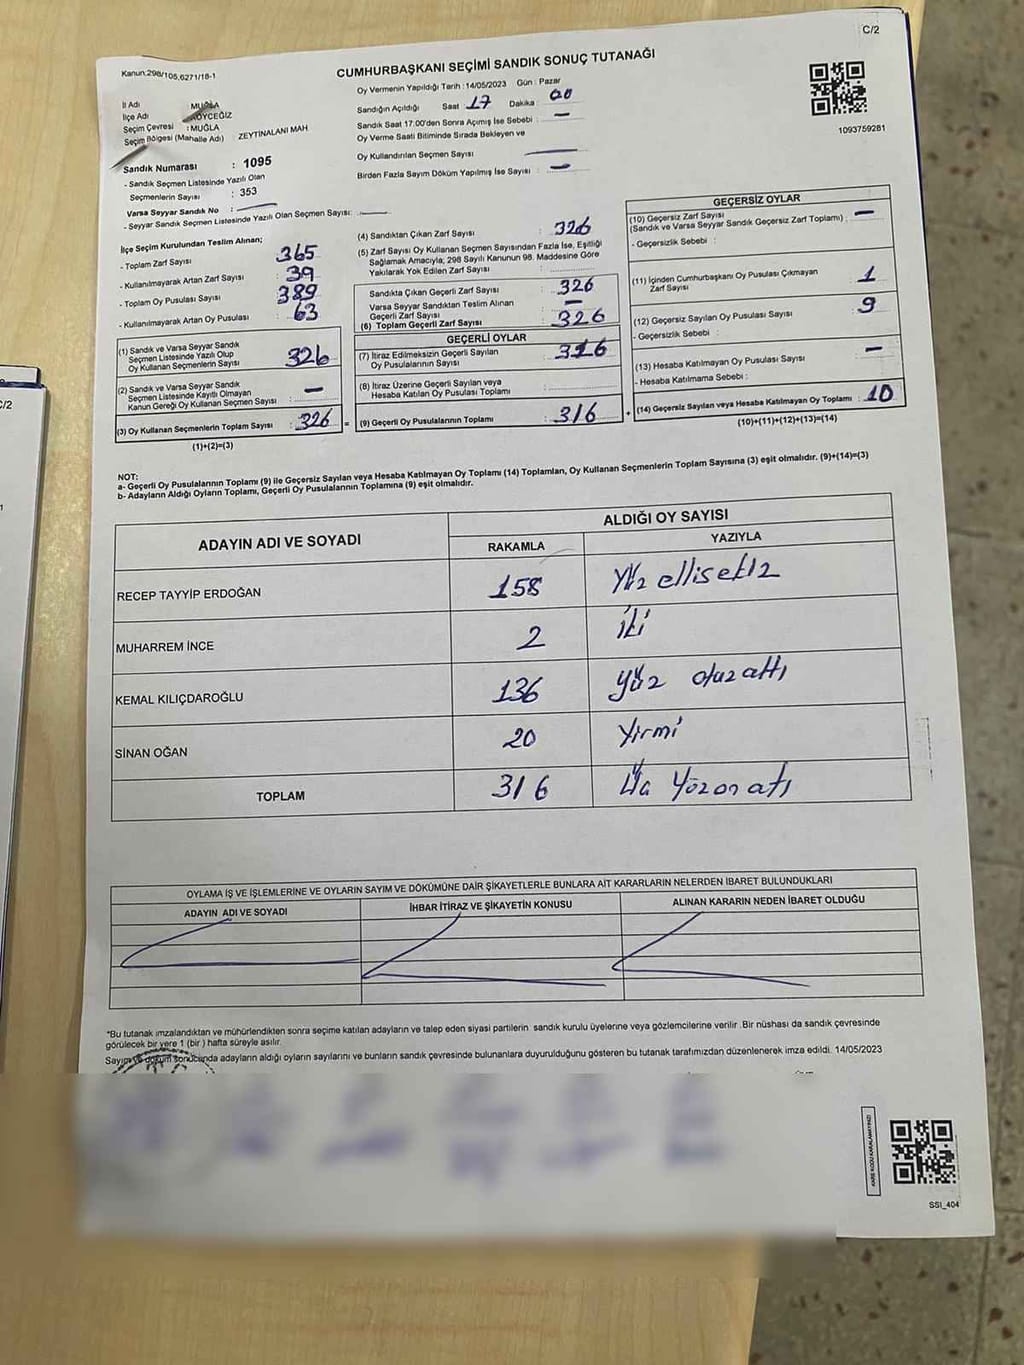 C/2
Kanun:298/105,6271/18-1
CUMHURBAŞKANI SEÇİMİ SANDIK SONUÇ TUTANAĞI
Oy Vermenin Yapıldığı Tarih :14/05/2023 Gün : Pazar
Sandığın Açıldığı Saat 17 Dakika : 00
Sandık Saat 17:00'den Sonra Açımış İse Sebebi : —
Oy Verme Saati Bitiminde Sırada Bekleyen ve
Oy Kullandırılan Seçmen Sayısı —
Birden Fazla Sayım Döküm Yapılmış İse Sayısı : —
1093759281
İl Adı MUĞLA
İlçe Adı KÖYCEĞİZ
Seçim Çevresi : MUĞLA
Seçim Bölgesi (Mahalle Adı) : ZEYTINALANI MAH
Sandık Numarası : 1095
- Sandık Seçmen Listesinde Yazılı Olan
Seçmenlerin Sayısı : 353
Varsa Seyyar Sandık No : —
- Seyyar Sandık Seçmen Listesinde Yazılı Olan Seçmen Sayısı: —
İlçe Seçim Kurulundan Teslim Alınan;
- Toplam Zarf Sayısı : 365
- Kullanılmayarak Artan Zarf Sayısı : 39
- Toplam Oy Pusulası Sayısı : 389
- Kullanılmayarak Artan Oy Pusulası : 63
(1) Sandık ve Varsa Seyyar Sandık
Seçmen Listesinde Yazılı Olup
Oy Kullanan Seçmenlerin Sayısı : 326
(2) Sandık ve Varsa Seyyar Sandık
Seçmen Listesinde Kayıtlı Olmayan
Kanun Gereği Oy Kullanan Seçmen Sayısı : —
(3) Oy Kullanan Seçmenlerin Toplam Sayısı : 326 =
(1)+(2)=(3)
(4) Sandıktan Çıkan Zarf Sayısı : 326
(5) Zarf Sayısı Oy Kullanan Seçmen Sayısından Fazla İse, Eşitliği
Sağlamak Amacıyla, 298 Sayılı Kanunun 98. Maddesine Göre
Yakılarak Yok Edilen Zarf Sayısı :
Sandıkta Çıkan Geçerli Zarf Sayısı : 326
Varsa Seyyar Sandıktan Teslim Alınan
Geçerli Zarf Sayısı : —
(6) Toplam Geçerli Zarf Sayısı : 326
GEÇERLİ OYLAR
(7) İtiraz Edilmeksizin Geçerli Sayılan
Oy Pusulalarının Sayısı : 316
(8) İtiraz Üzerine Geçerli Sayılan veya
Hesaba Katılan Oy Pusulası Toplamı :
(9) Geçerli Oy Pusulalarının Toplamı : 316 +
GEÇERSİZ OYLAR
(10) Geçersiz Zarf Sayısı
(Sandık ve Varsa Seyyar Sandık Geçersiz Zarf Toplamı) : —
- Geçersizlik Sebebi :
(11) İçinden Cumhurbaşkanı Oy Pusulası Çıkmayan
Zarf Sayısı : 1
(12) Geçersiz Sayılan Oy Pusulası Sayısı : 9
- Geçersizlik Sebebi :
(13) Hesaba Katılmayan Oy Pusulası Sayısı : —
- Hesaba Katılmama Sebebi :
(14) Geçersiz Sayılan veya Hesaba Katılmayan Oy Toplamı : 10
(10)+(11)+(12)+(13)=(14)
NOT:
a- Geçerli Oy Pusulalarının Toplamı (9) ile Geçersiz Sayılan veya Hesaba Katılmayan Oy Toplamı (14) Toplamları, Oy Kullanan Seçmenlerin Toplam Sayısına (3) eşit olmalıdır. (9)+(14)=(3)
b- Adayların Aldığı Oyların Toplamı, Geçerli Oy Pusulalarının Toplamına (9) eşit olmalıdır.
ADAYIN ADI VE SOYADI ALDIĞI OY SAYISI
RAKAMLA YAZIYLA
RECEP TAYYİP ERDOĞAN 158 Yüz ellisekiz
MUHARREM İNCE 2 iki
KEMAL KILIÇDAROĞLU 136 yüz otuzaltı
SİNAN OĞAN 20 Yirmi
TOPLAM 316 Üç Yüzonaltı
OYLAMA İŞ VE İŞLEMLERİNE VE OYLARIN SAYIM VE DÖKÜMÜNE DAİR ŞİKAYETLERLE BUNLARA AİT KARARLARIN NELERDEN İBARET BULUNDUKLARI
ADAYIN ADI VE SOYADI İHBAR İTİRAZ VE ŞİKAYETİN KONUSU ALINAN KARARIN NEDEN İBARET OLDUĞU
*Bu tutanak imzalandıktan ve mühürlendikten sonra seçime katılan adayların ve talep eden siyasi partilerin sandık kurulu üyelerine veya gözlemcilerine verilir .Bir nüshası da sandık çevresinde
görülecek bir yere 1 (bir ) hafta süreyle asılır.
Sayım ve döküm sonucunda adayların aldığı oyların sayılarını ve bunların sandık çevresinde bulunanlara duyurulduğunu gösteren bu tutanak tarafımızdan düzenlenerek imza edildi. 14/05/2023
KARE KODU KARALAMAYINIZ!
SSI_404
C/2